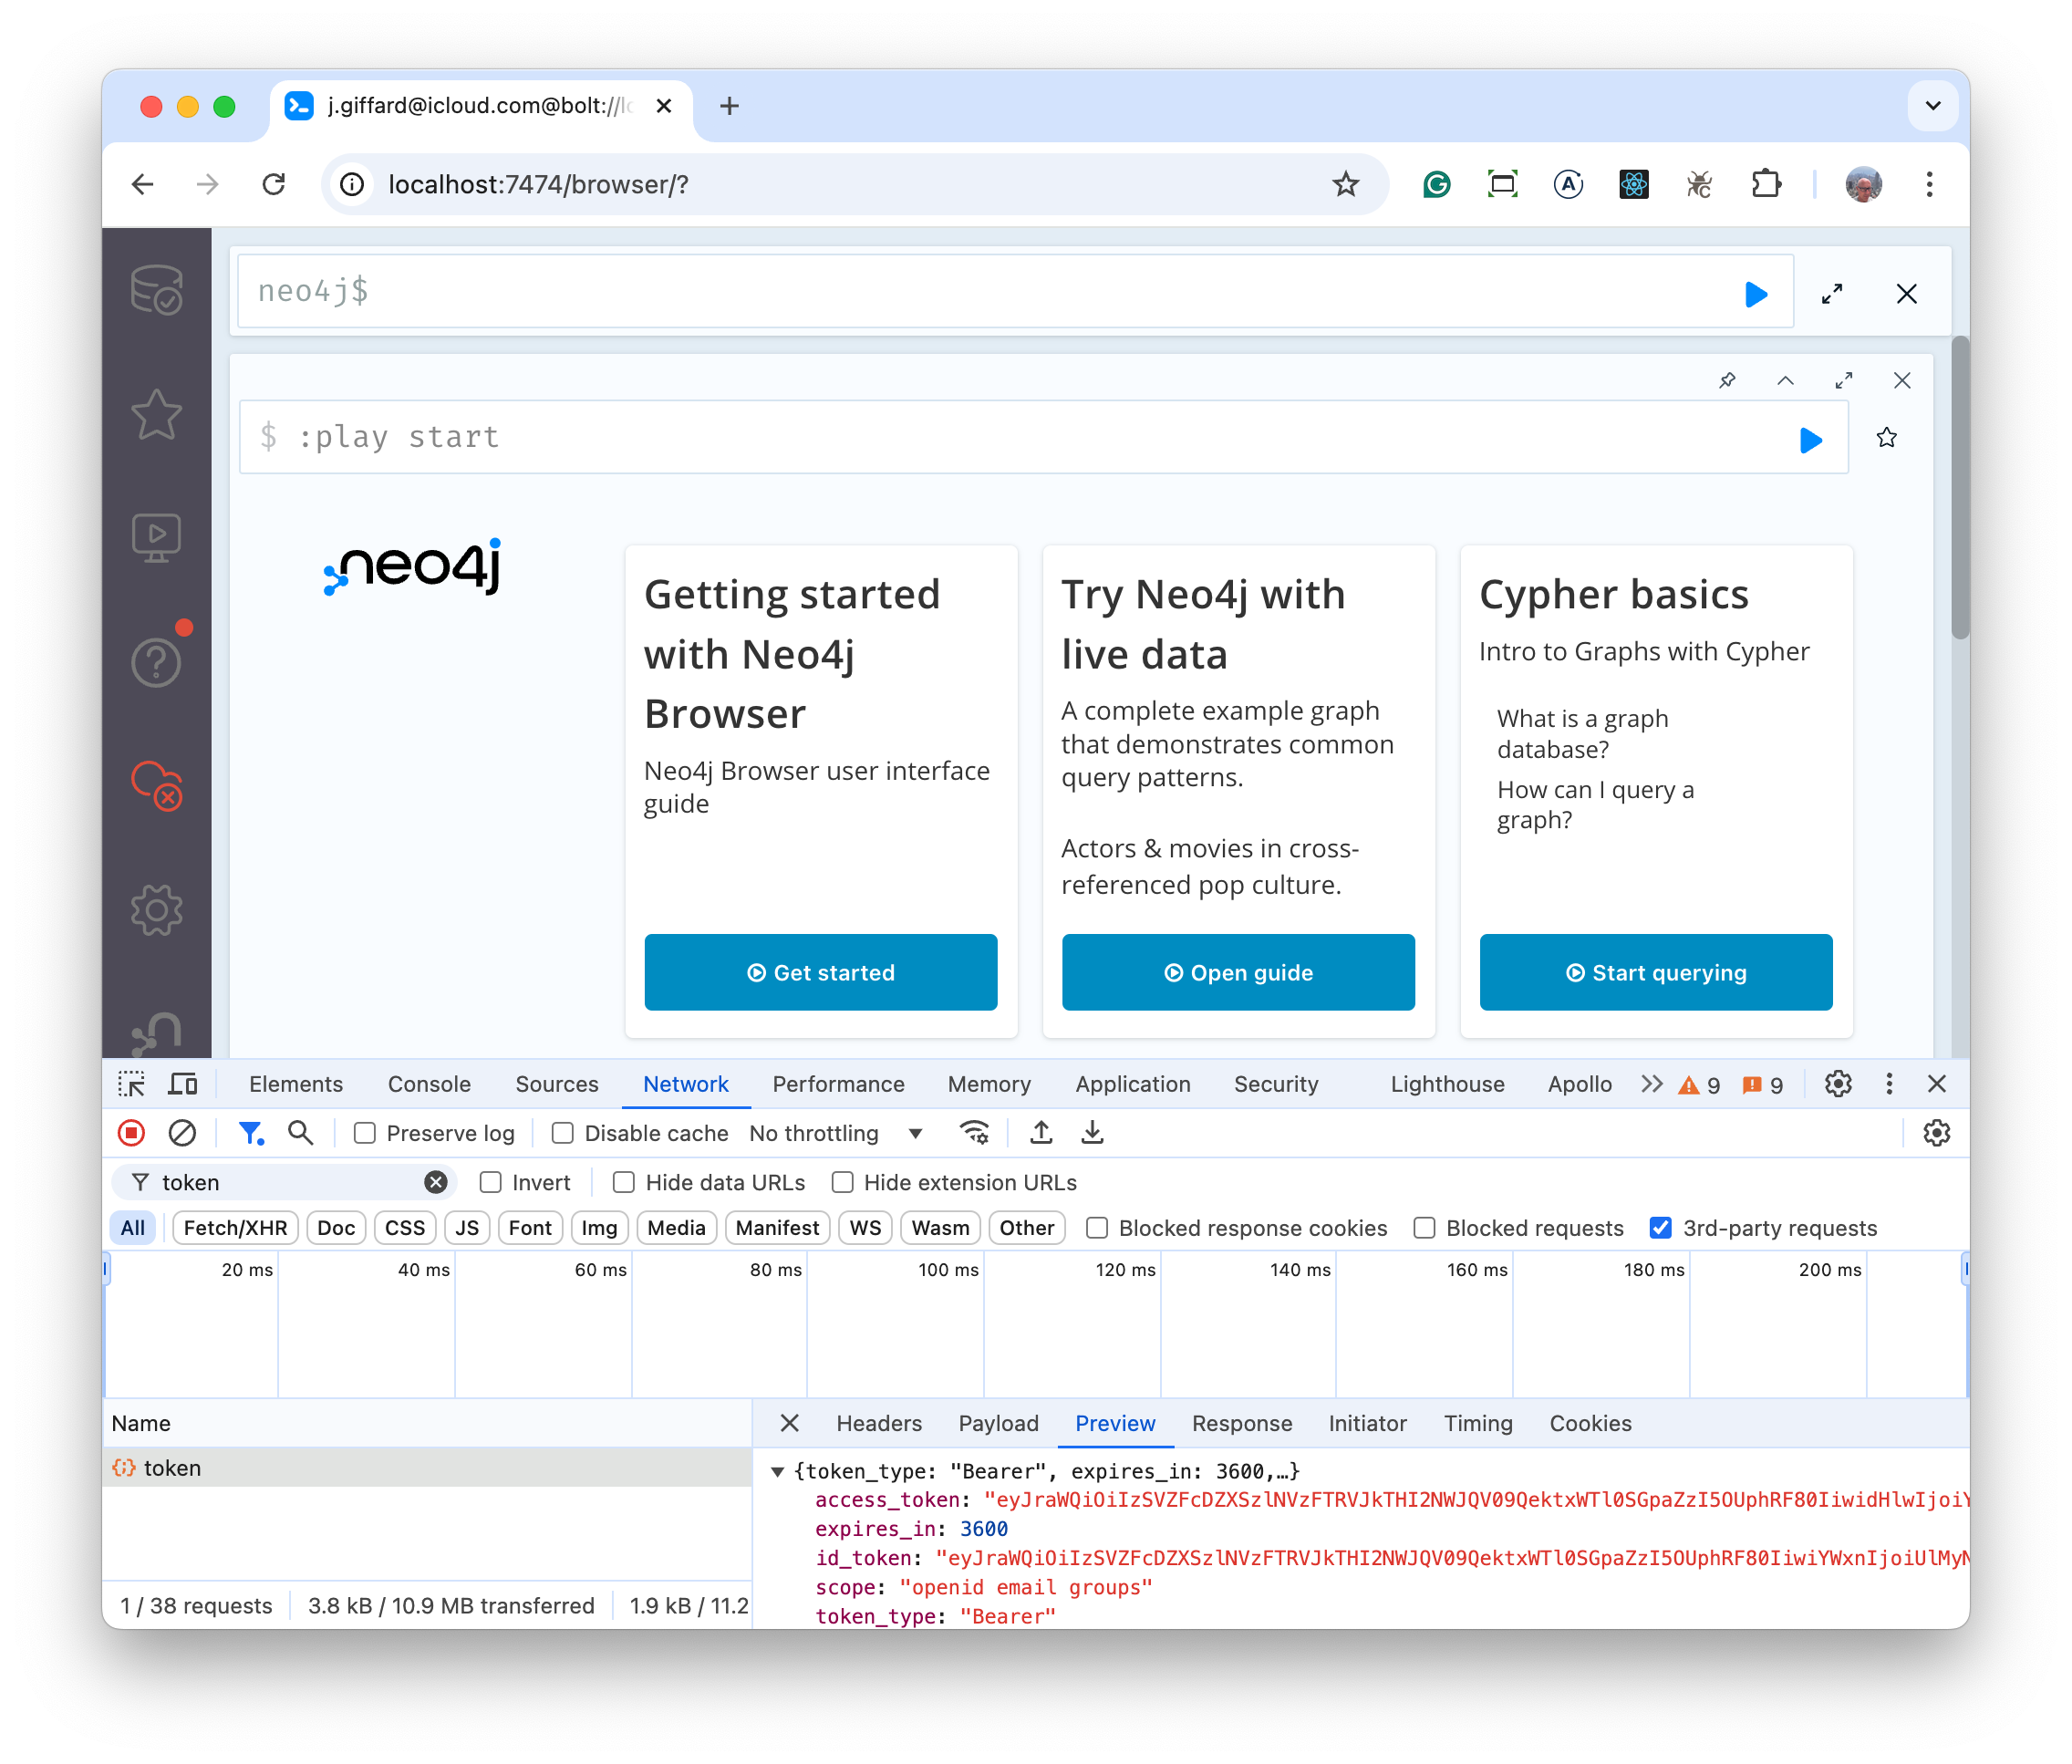 j.giffard@icloud.com@bolt://lo
localhost:7474/browser/?
neo4j$
$ :play start
neo4j
Getting started
with Neo4j
Browser
Neo4j Browser user interface
guide
Get started
Try Neo4j with
live data
A complete example graph
that demonstrates common
query patterns.
Actors & movies in cross-
referenced pop culture.
Open guide
Cypher basics
Intro to Graphs with Cypher
What is a graph
database?
How can I query a
graph?
Start querying
Elements Console Sources Network Performance Memory Application Security Lighthouse Apollo 9 9
Preserve log Disable cache No throttling
token Invert Hide data URLs Hide extension URLs
All Fetch/XHR Doc CSS JS Font Img Media Manifest WS Wasm Other Blocked response cookies Blocked requests 3rd-party requests
20 ms 40 ms 60 ms 80 ms 100 ms 120 ms 140 ms 160 ms 180 ms 200 ms
Name
token
1 / 38 requests 3.8 kB / 10.9 MB transferred 1.9 kB / 11.2
Headers Payload Preview Response Initiator Timing Cookies
{token_type: "Bearer", expires_in: 3600,…}
access_token: "eyJraWQiOiIzSVZFcDZXSzlNVzFTRVJkTHI2NWJQV09QektxWTl0SGpaZzI5OUphRF80IiwidHlwIjoiY
expires_in: 3600
id_token: "eyJraWQiOiIzSVZFcDZXSzlNVzFTRVJkTHI2NWJQV09QektxWTl0SGpaZzI5OUphRF80IiwiYWxnIjoiUlMyN
scope: "openid email groups"
token_type: "Bearer"